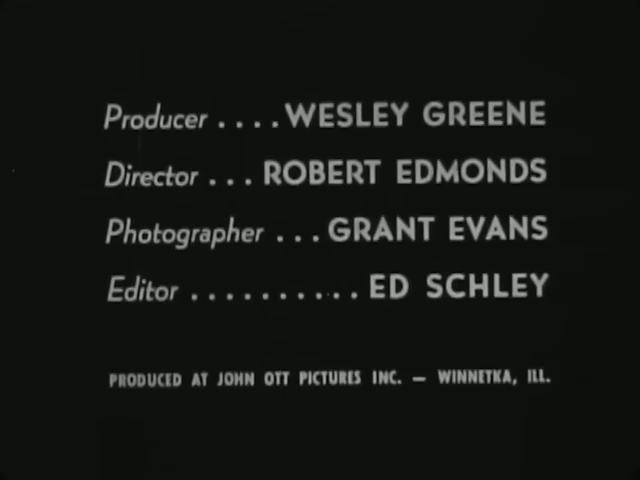 Producer . . . . WESLEY GREENE
Director . . . ROBERT EDMONDS
Photographer . . . GRANT EVANS
Editor . . . . . . . . . . ED SCHLEY
PRODUCED AT JOHN OTT PICTURES INC. — WINNETKA, ILL.